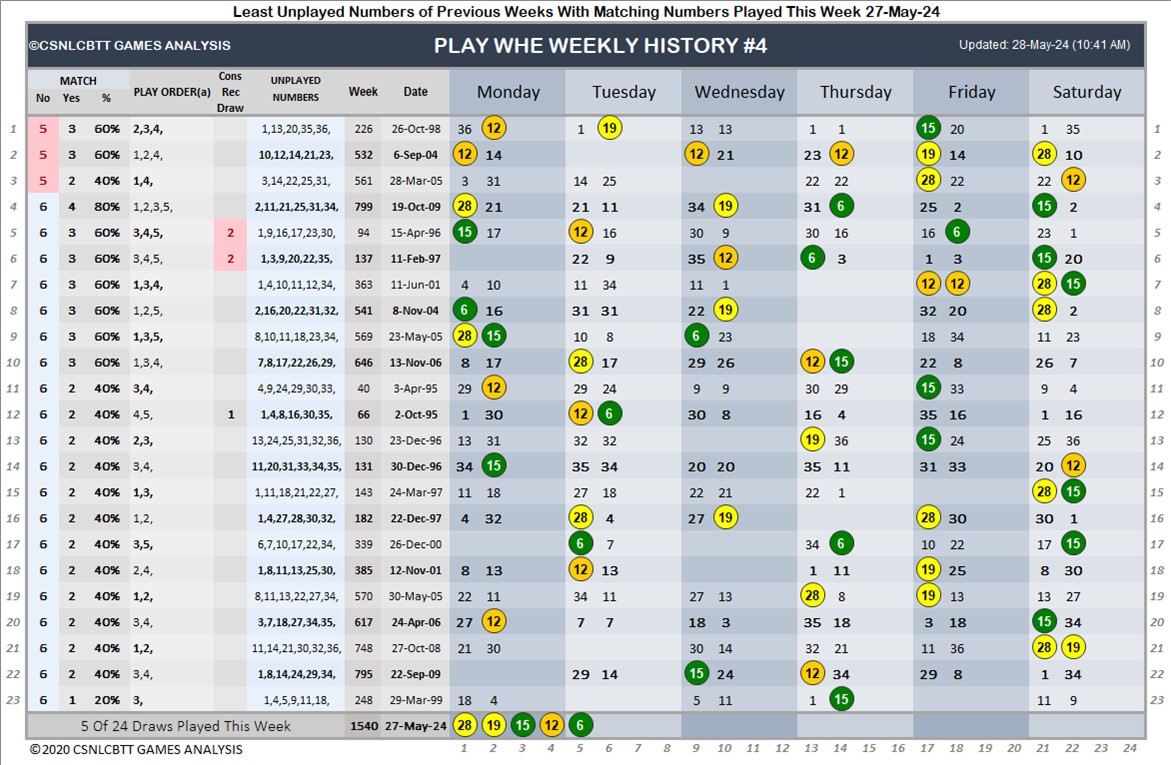 Least Unplayed Numbers of Previous Weeks With Matching Numbers Played This Week 27-May-24
©CSNLCBTT GAMES ANALYSIS PLAY WHE WEEKLY HISTORY #4 Updated: 28-May-24 (10:41 AM)
MATCH
No Yes % PLAY ORDER(a) Cons Rec Draw UNPLAYED NUMBERS Week Date Monday Tuesday Wednesday Thursday Friday Saturday
1 5 3 60% 2,3,4, 1,13,20,35,36, 226 26-Oct-98 36 12 1 19 13 13 1 1 15 20 1 35 1
2 5 3 60% 1,2,4, 10,12,14,21,23, 532 6-Sep-04 12 14 12 21 23 12 19 14 28 10 2
3 5 2 40% 1,4, 3,14,22,25,31, 561 28-Mar-05 3 31 14 25 22 22 28 22 22 12 3
4 6 4 80% 1,2,3,5, 2,11,21,25,31,34, 799 19-Oct-09 28 21 21 11 34 19 31 6 25 2 15 2 4
5 6 3 60% 3,4,5, 2 1,9,16,17,23,30, 94 15-Apr-96 15 17 12 16 30 9 30 16 16 6 23 1 5
6 6 3 60% 3,4,5, 2 1,3,9,20,22,35, 137 11-Feb-97 22 9 35 12 6 3 1 3 15 20 6
7 6 3 60% 1,3,4, 1,4,10,11,12,34, 363 11-Jun-01 4 10 11 34 11 1 12 12 28 15 7
8 6 3 60% 1,2,5, 2,16,20,22,31,32, 541 8-Nov-04 6 16 31 31 22 19 32 20 28 2 8
9 6 3 60% 1,3,5, 8,10,11,18,23,34, 569 23-May-05 28 15 10 8 6 23 18 34 11 23 9
10 6 3 60% 1,3,4, 7,8,17,22,26,29, 646 13-Nov-06 8 17 28 17 29 26 12 15 22 8 26 7 10
11 6 2 40% 3,4, 4,9,24,29,30,33, 40 3-Apr-95 29 12 29 24 9 9 30 29 15 33 9 4 11
12 6 2 40% 4,5, 1 1,4,8,16,30,35, 66 2-Oct-95 1 30 12 6 30 8 16 4 35 16 1 16 12
13 6 2 40% 2,3, 13,24,25,31,32,36, 130 23-Dec-96 13 31 32 32 19 36 15 24 25 36 13
14 6 2 40% 3,4, 11,20,31,33,34,35, 131 30-Dec-96 34 15 35 34 20 20 35 11 31 33 20 12 14
15 6 2 40% 1,3, 1,11,18,21,22,27, 143 24-Mar-97 11 18 27 18 22 21 22 1 28 15 15
16 6 2 40% 1,2, 1,4,27,28,30,32, 182 22-Dec-97 4 32 28 4 27 19 28 30 30 1 16
17 6 2 40% 3,5, 6,7,10,17,22,34, 339 26-Dec-00 6 7 34 6 10 22 17 15 17
18 6 2 40% 2,4, 1,8,11,13,25,30, 385 12-Nov-01 8 13 12 13 1 11 19 25 8 30 18
19 6 2 40% 1,2, 8,11,13,22,27,34, 570 30-May-05 22 11 34 11 27 13 28 8 19 13 13 27 19
20 6 2 40% 3,4, 3,7,18,27,34,35, 617 24-Apr-06 27 12 7 7 18 3 35 18 3 18 15 34 20
21 6 2 40% 1,2, 11,14,21,30,32,36, 748 27-Oct-08 21 30 30 14 32 21 11 36 28 19 21
22 6 2 40% 3,4, 1,8,14,24,29,34, 795 22-Sep-09 29 14 15 24 12 34 29 8 1 34 22
23 6 1 20% 3, 1,4,5,9,11,18, 248 29-Mar-99 18 4 5 11 1 15 11 9 23
5 Of 24 Draws Played This Week 1540 27-May-24 28 19 15 12 6
©2020 CSNLCBTT GAMES ANALYSIS 1 2 3 4 5 6 7 8 9 10 11 12 13 14 15 16 17 18 19 20 21 22 23 24